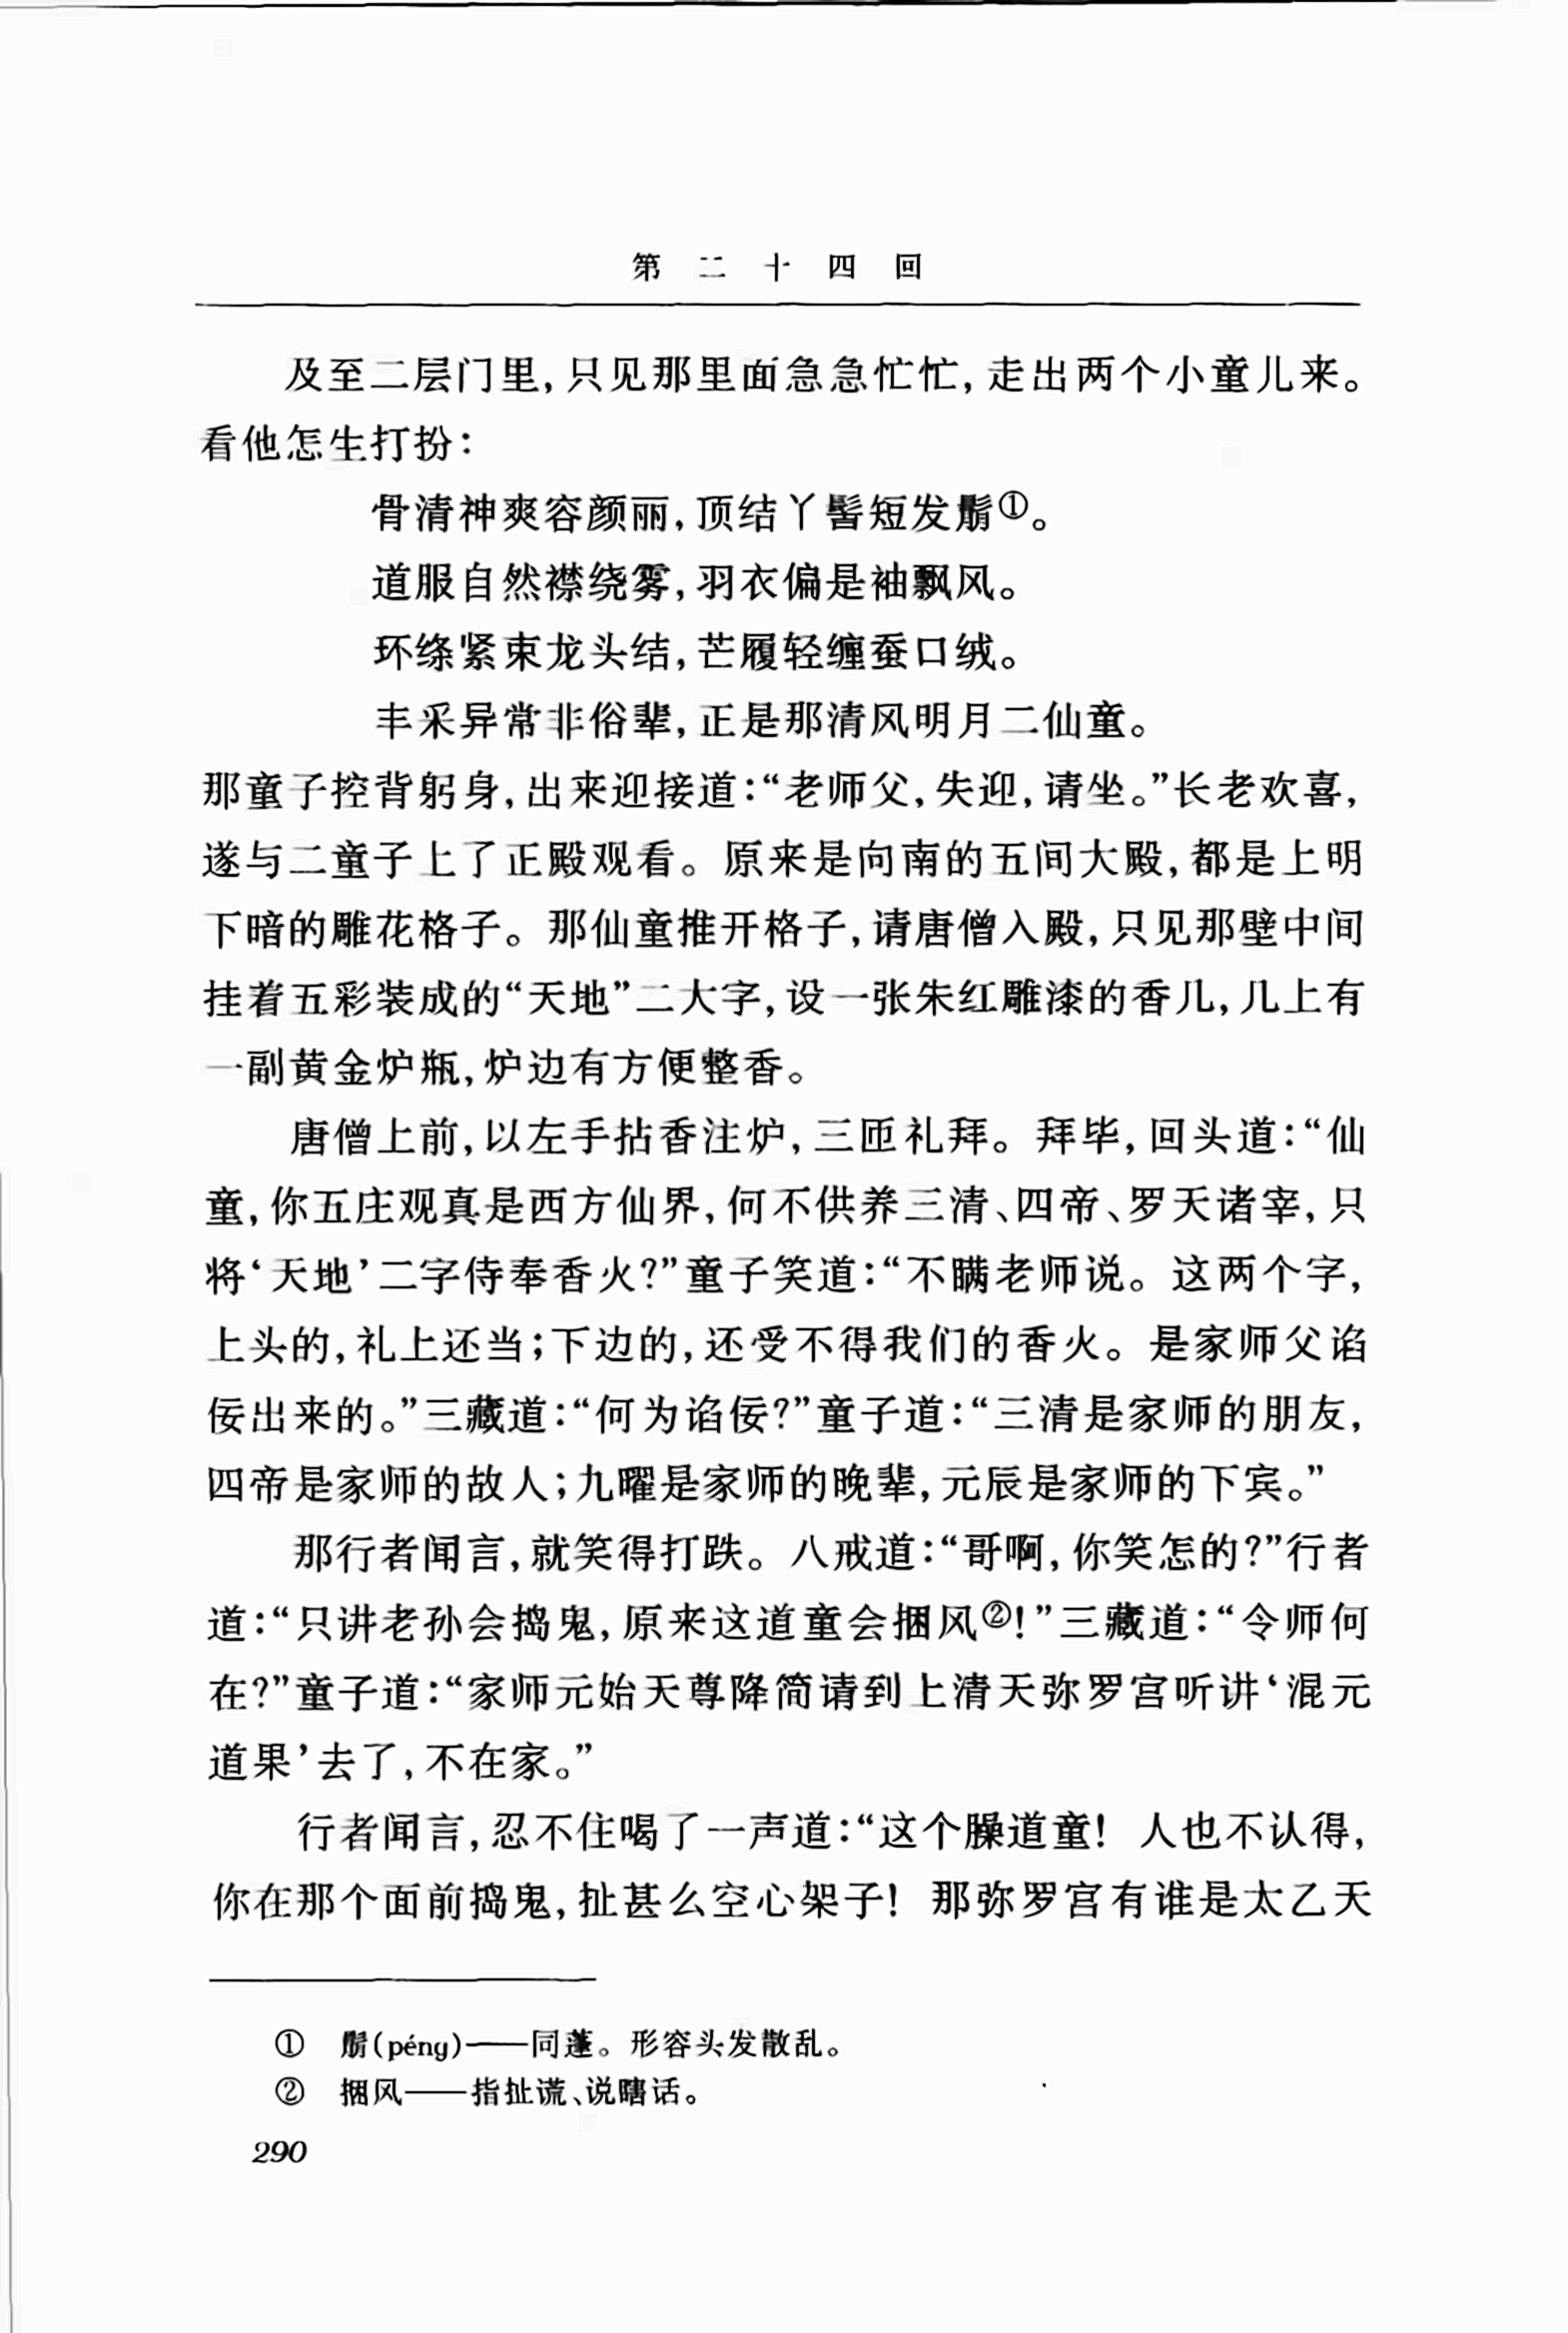 第二十四回
及至二层门里,只见那里面急急忙忙,走出两个小童儿来。
看他怎生打扮：
骨清神爽容颜丽,顶结丫髻短发鬅①。
道服自然襟绕雾,羽衣偏是袖飘风。
环绦紧束龙头结,芒履轻缠蚕口绒。
丰采异常非俗辈,正是那清风明月二仙童。
那童子控背躬身,出来迎接道：“老师父,失迎,请坐。”长老欢喜,
遂与二童子上了正殿观看。原来是向南的五间大殿,都是上明
下暗的雕花格子。那仙童推开格子,请唐僧入殿,只见那壁中间
挂着五彩装成的“天地”二大字,设一张朱红雕漆的香几,几上有
一副黄金炉瓶,炉边有方便整香。
唐僧上前,以左手拈香注炉,三匝礼拜。拜毕,回头道：“仙
童,你五庄观真是西方仙界,何不供养三清、四帝、罗天诸宰,只
将‘天地’二字侍奉香火?”童子笑道：“不瞒老师说。这两个字,
上头的,礼上还当;下边的,还受不得我们的香火。是家师父谄
佞出来的。”三藏道：“何为谄佞?”童子道：“三清是家师的朋友,
四帝是家师的故人;九曜是家师的晚辈,元辰是家师的下宾。”
那行者闻言,就笑得打跌。八戒道：“哥啊,你笑怎的?”行者
道：“只讲老孙会捣鬼,原来这道童会捆风②!”三藏道：“令师何
在?”童子道：“家师元始天尊降简请到上清天弥罗宫听讲‘混元
道果’去了,不在家。”
行者闻言,忍不住喝了一声道：“这个臊道童! 人也不认得,
你在那个面前捣鬼,扯甚么空心架子! 那弥罗宫有谁是太乙天
① 鬅(péng)——同蓬。形容头发散乱。
② 捆风——指扯谎、说瞎话。
290